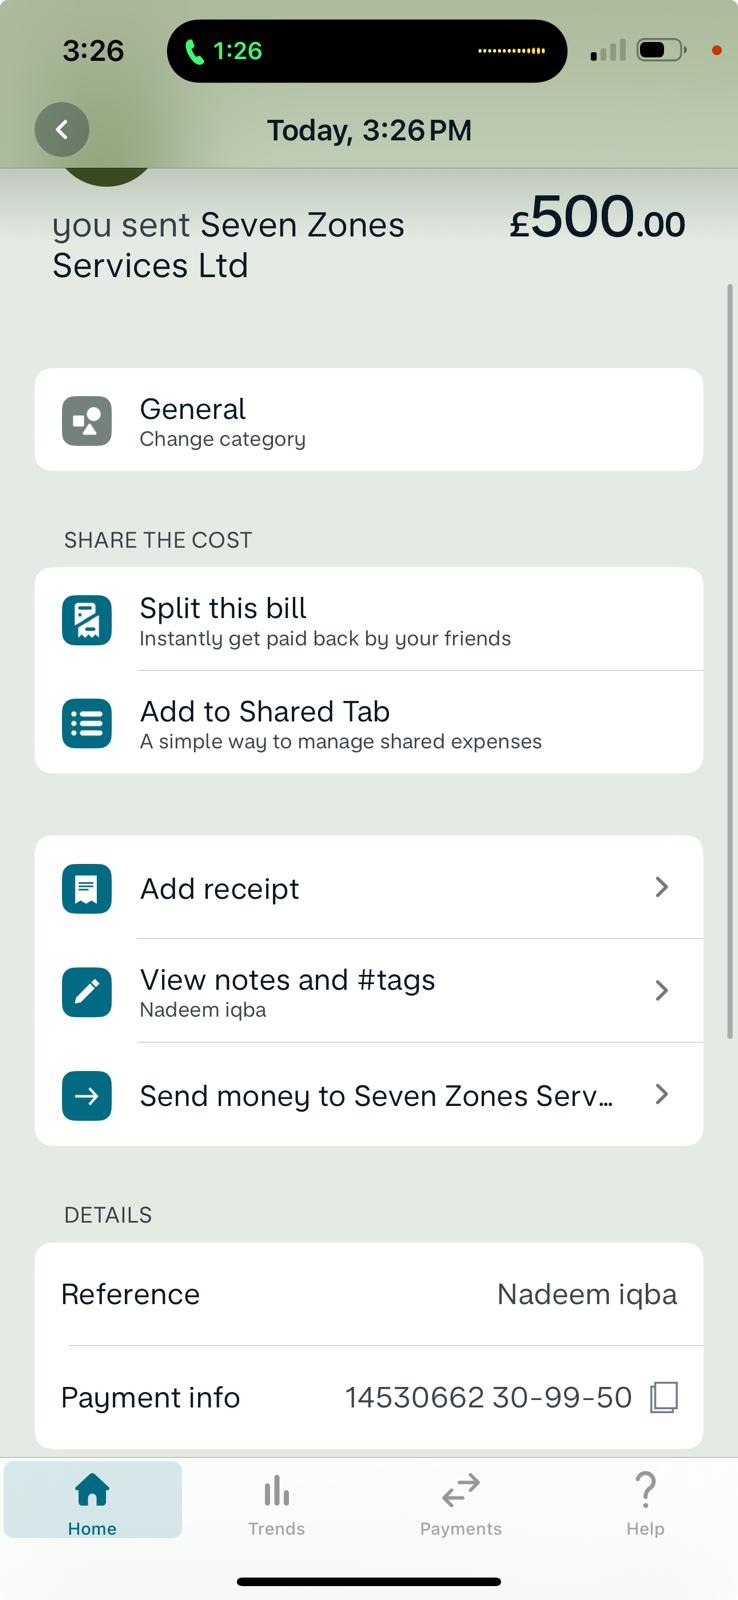 3:26
1:26
Today, 3:26 PM
you sent Seven Zones
Services Ltd
£500.00
General
Change category
SHARE THE COST
Split this bill
Instantly get paid back by your friends
Add to Shared Tab
A simple way to manage shared expenses
Add receipt
View notes and #tags
Nadeem iqba
Send money to Seven Zones Serv...
DETAILS
Reference
Nadeem iqba
Payment info
14530662 30-99-50
Home
Trends
Payments
Help